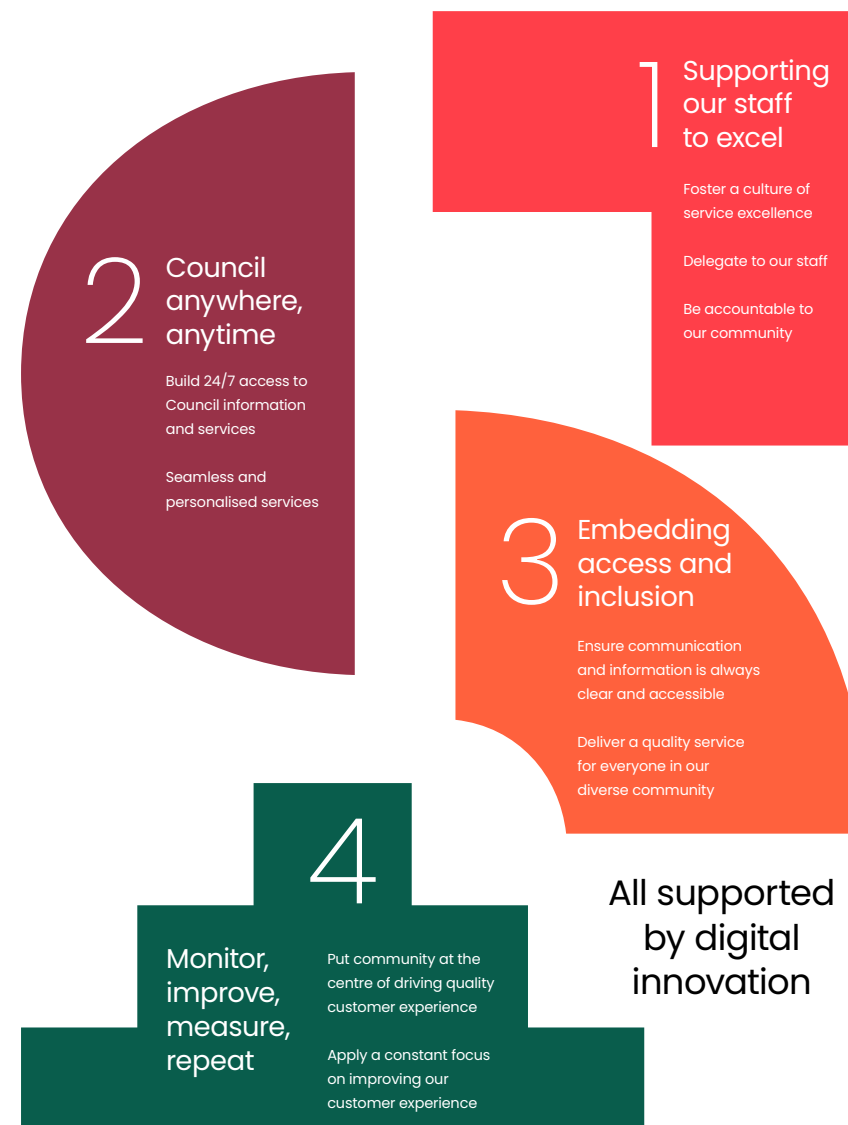 1
Supporting
our staff
to excel
Foster a culture of
service excellence
Delegate to our staff
Be accountable to
our community
2
Council
anywhere,
anytime
Build 24/7 access to
Council information
and services
Seamless and
personalised services
3
Embedding
access and
inclusion
Ensure communication
and information is always
clear and accessible
Deliver a quality service
for everyone in our
diverse community
4
Monitor,
improve,
measure,
repeat
Put community at the
centre of driving quality
customer experience
Apply a constant focus
on improving our
customer experience
All supported
by digital
innovation